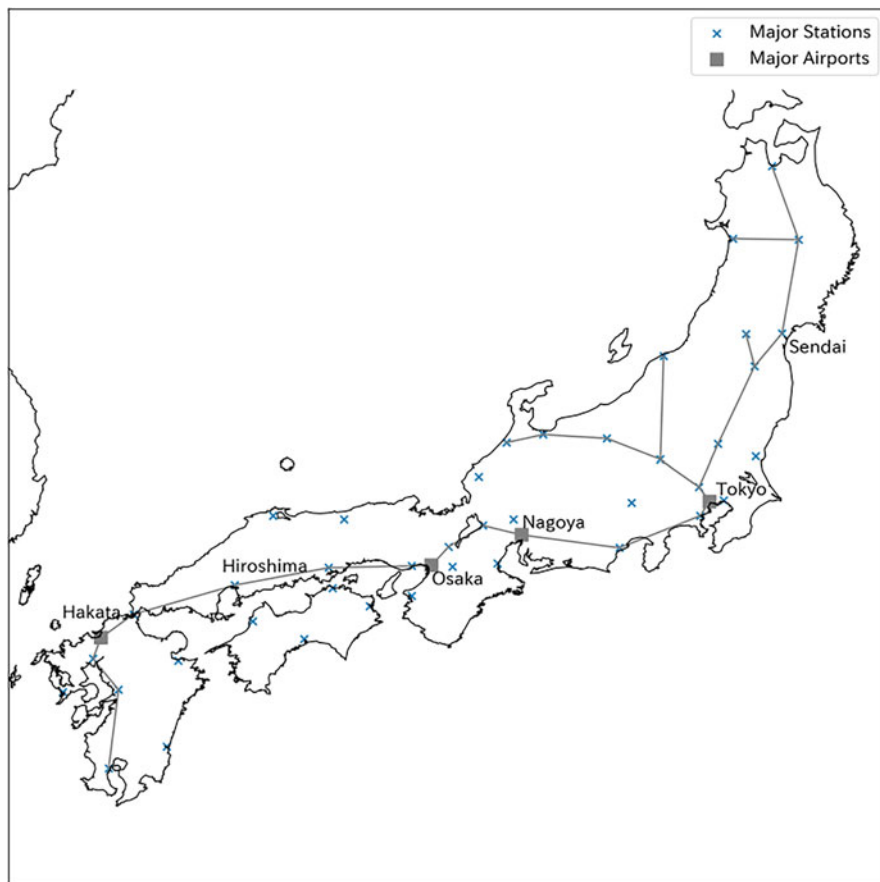 Major Stations
Major Airports
Sendai
Tokyo
Nagoya
Hiroshima
Osaka
Hakata